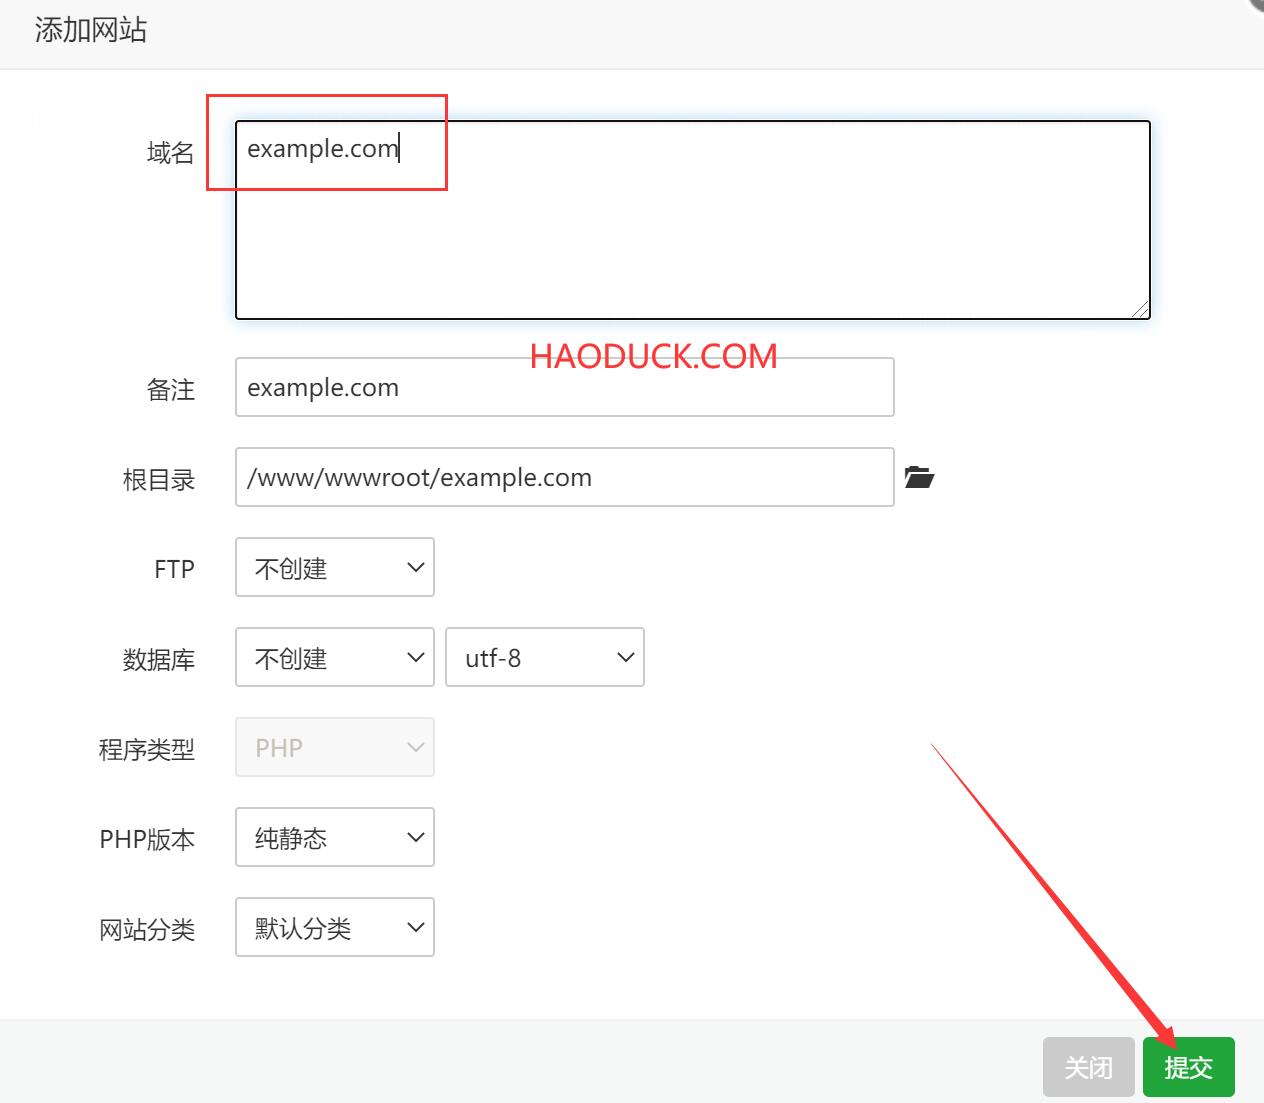 添加网站
域名
example.com
HAODUCK.COM
备注
example.com
根目录
/www/wwwroot/example.com
FTP
不创建
数据库
不创建
utf-8
程序类型
PHP
PHP版本
纯静态
网站分类
默认分类
关闭
提交